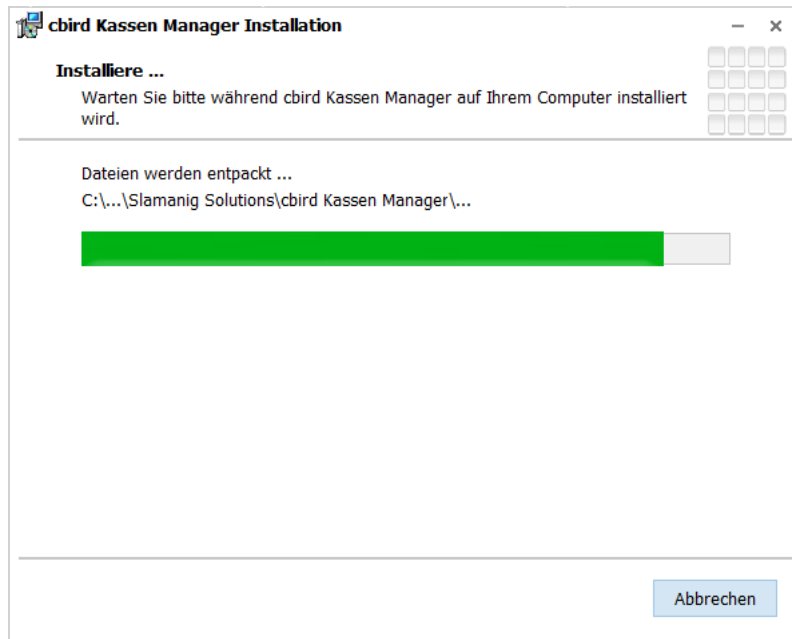 cbird Kassen Manager Installation
Installiere ...
Warten Sie bitte während cbird Kassen Manager auf Ihrem Computer installiert
wird.
Dateien werden entpackt ...
C:\...\Slamanig Solutions\cbird Kassen Manager\...
Abbrechen